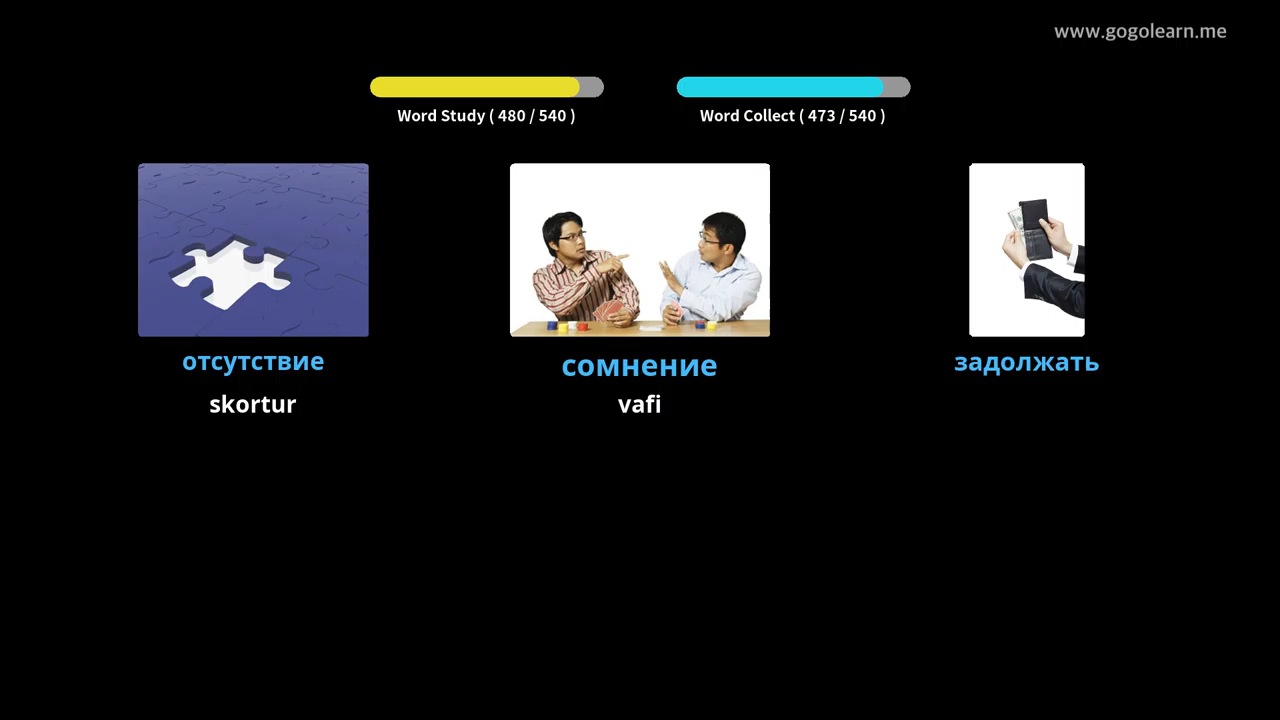 www.gogolearn.me
Word Study ( 480 / 540 )
Word Collect ( 473 / 540 )
отсутствие
сомнение
задолжать
skortur
vafi